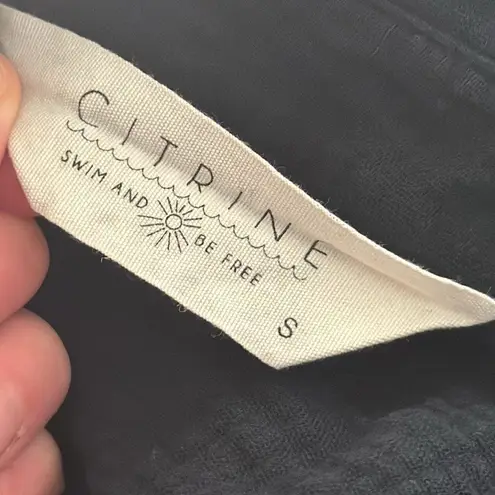 CITRINE
SWIM AND BE FREE
S